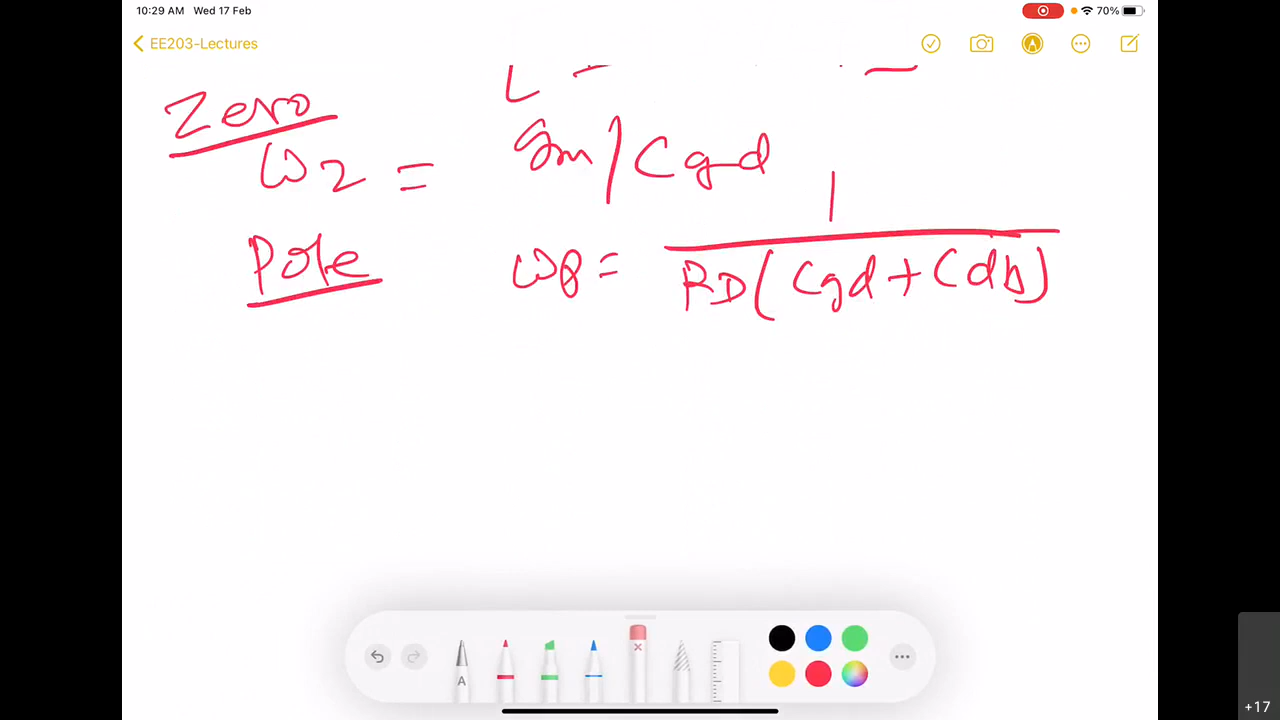 10:29 AM Wed 17 Feb
70%
EE203-Lectures
Zero
ωz = gm/Cgd
Pole ωp = 1
RD(Cgd+Cdb)
A
+17